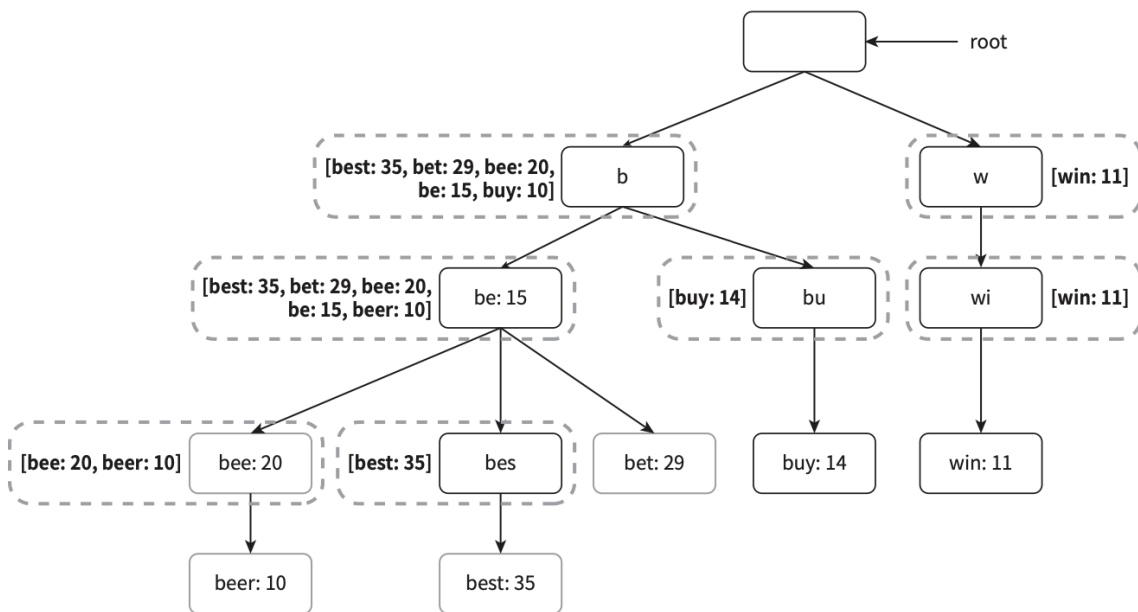 root
[best: 35, bet: 29, bee: 20,
be: 15, buy: 10]
b
w
[win: 11]
[best: 35, bet: 29, bee: 20,
be: 15, beer: 10]
be: 15
[buy: 14]
bu
wi
[win: 11]
[bee: 20, beer: 10]
bee: 20
[best: 35]
bes
bet: 29
buy: 14
win: 11
beer: 10
best: 35